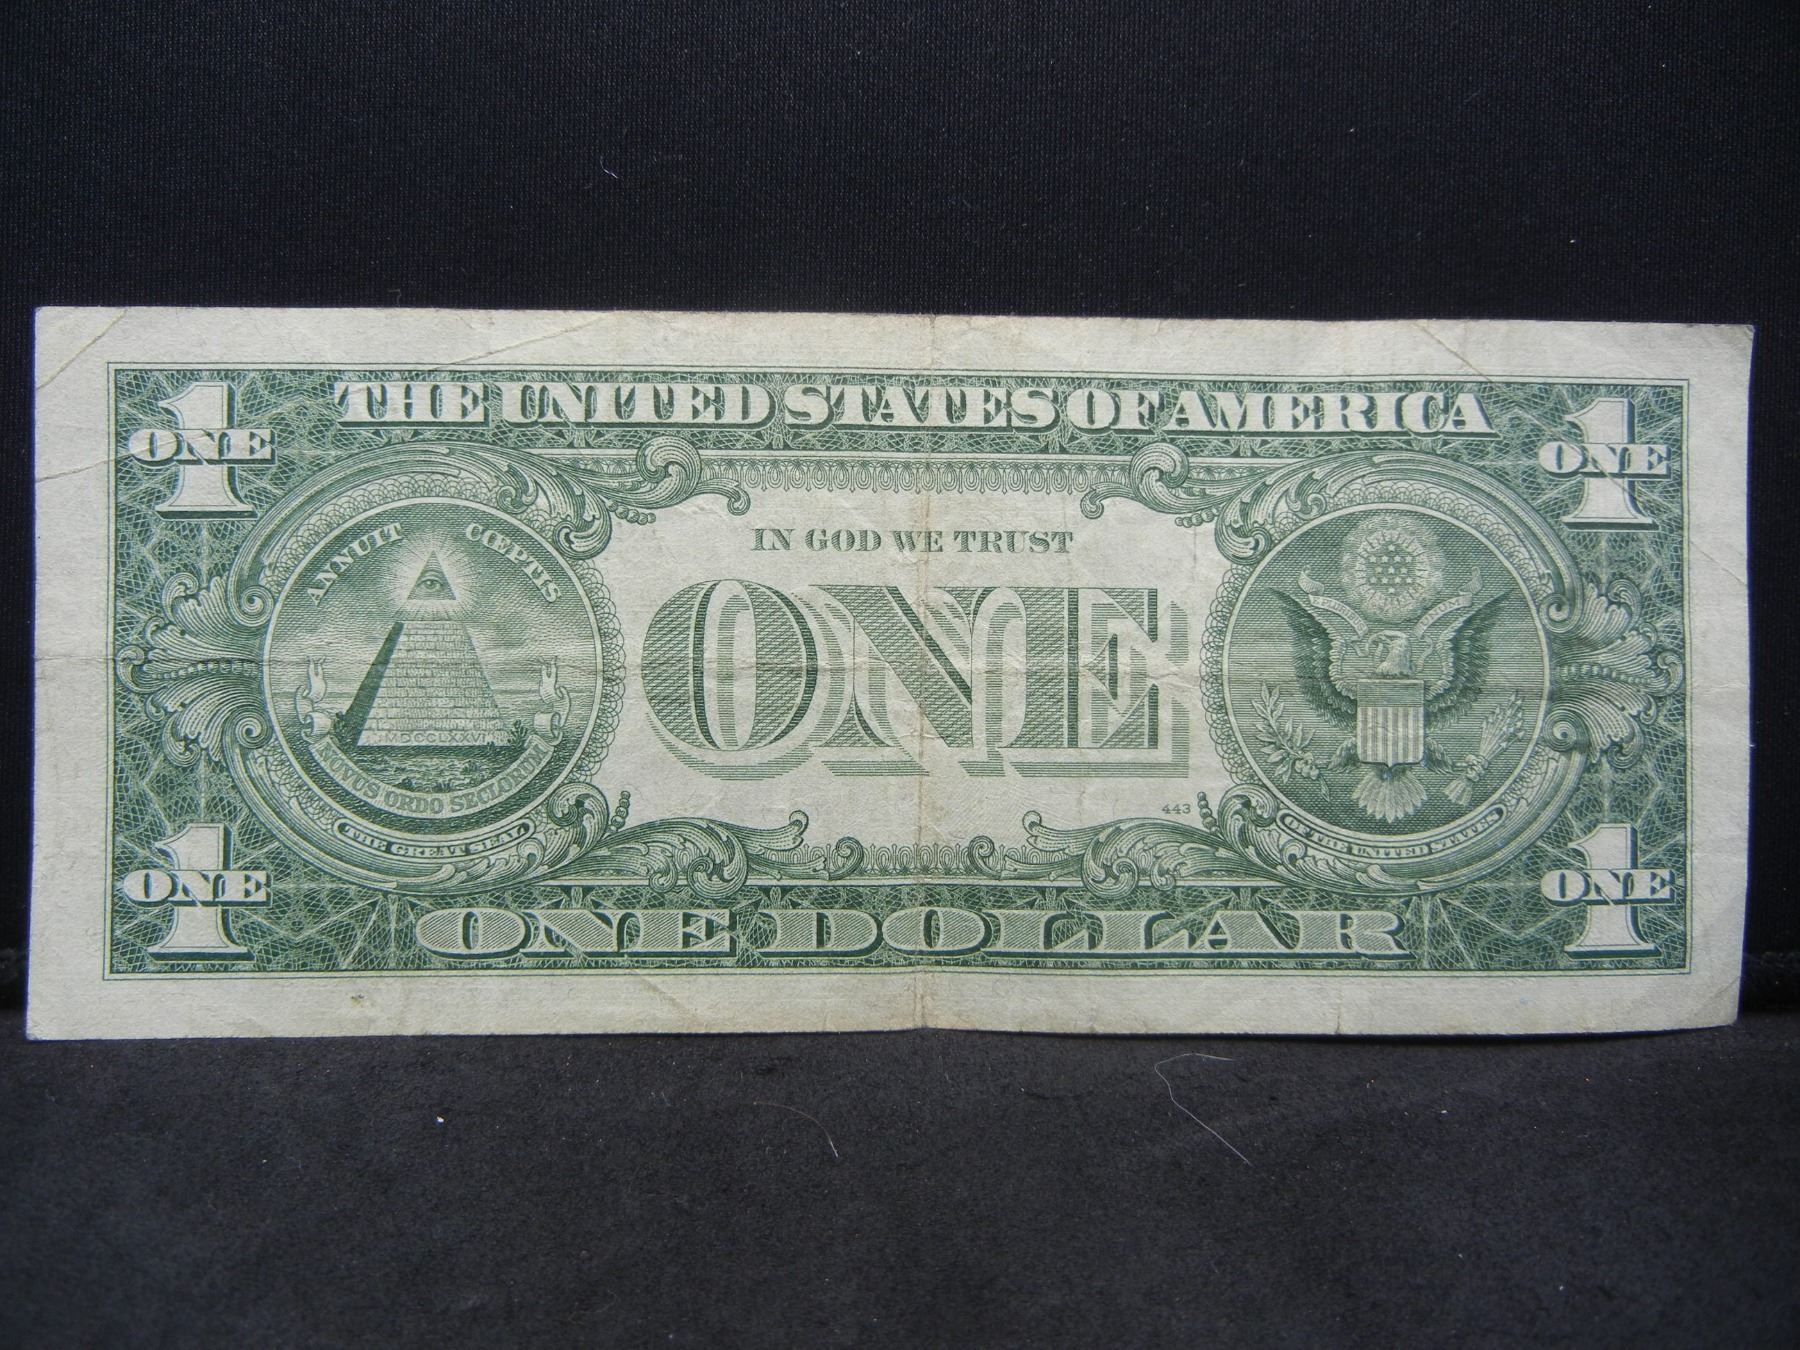 THE UNITED STATES OF AMERICA
1 ONE
1 ONE
IN GOD WE TRUST
ANNUIT CŒPTIS
ONE
MDCCLXXVI
NOVUS ORDO SECLORUM
443
THE GREAT SEAL
OF THE UNITED STATES
1 ONE
1 ONE
ONE DOLLAR